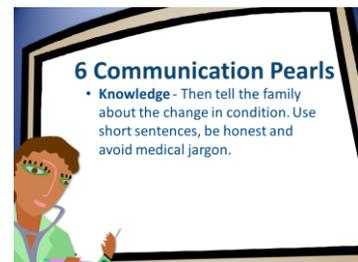 6 Communication Pearls
• Knowledge - Then tell the family
about the change in condition. Use
short sentences, be honest and
avoid medical jargon.